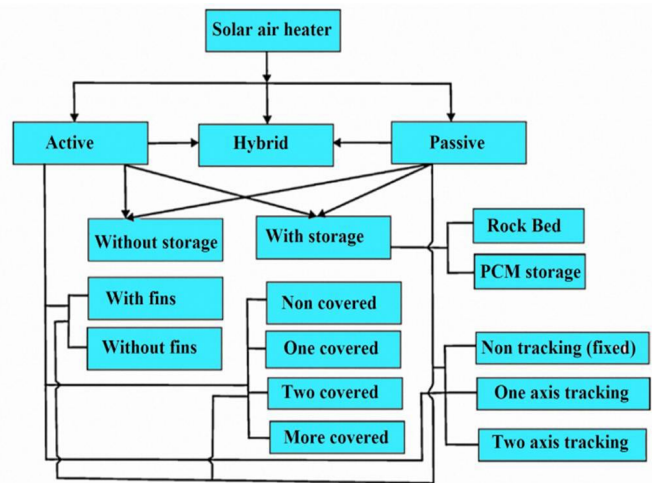 Solar air heater
Active
Hybrid
Passive
Without storage
With storage
Rock Bed
PCM storage
With fins
Without fins
Non covered
One covered
Two covered
More covered
Non tracking (fixed)
One axis tracking
Two axis tracking